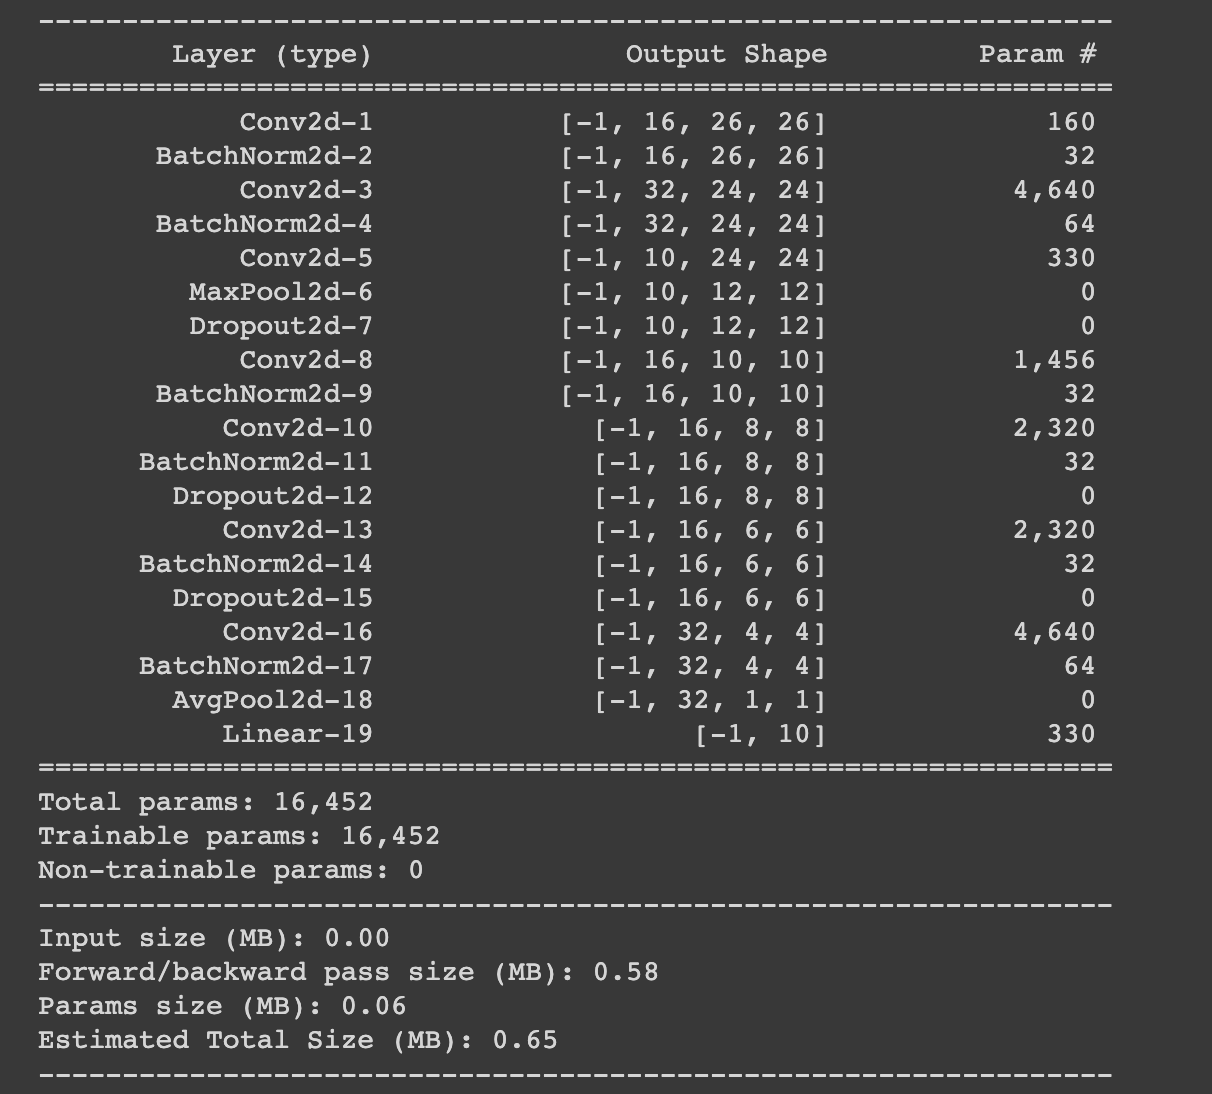 ----------------------------------------------------------------
Layer (type) Output Shape Param #
================================================================
Conv2d-1 [-1, 16, 26, 26] 160
BatchNorm2d-2 [-1, 16, 26, 26] 32
Conv2d-3 [-1, 32, 24, 24] 4,640
BatchNorm2d-4 [-1, 32, 24, 24] 64
Conv2d-5 [-1, 10, 24, 24] 330
MaxPool2d-6 [-1, 10, 12, 12] 0
Dropout2d-7 [-1, 10, 12, 12] 0
Conv2d-8 [-1, 16, 10, 10] 1,456
BatchNorm2d-9 [-1, 16, 10, 10] 32
Conv2d-10 [-1, 16, 8, 8] 2,320
BatchNorm2d-11 [-1, 16, 8, 8] 32
Dropout2d-12 [-1, 16, 8, 8] 0
Conv2d-13 [-1, 16, 6, 6] 2,320
BatchNorm2d-14 [-1, 16, 6, 6] 32
Dropout2d-15 [-1, 16, 6, 6] 0
Conv2d-16 [-1, 32, 4, 4] 4,640
BatchNorm2d-17 [-1, 32, 4, 4] 64
AvgPool2d-18 [-1, 32, 1, 1] 0
Linear-19 [-1, 10] 330
================================================================
Total params: 16,452
Trainable params: 16,452
Non-trainable params: 0
----------------------------------------------------------------
Input size (MB): 0.00
Forward/backward pass size (MB): 0.58
Params size (MB): 0.06
Estimated Total Size (MB): 0.65
----------------------------------------------------------------